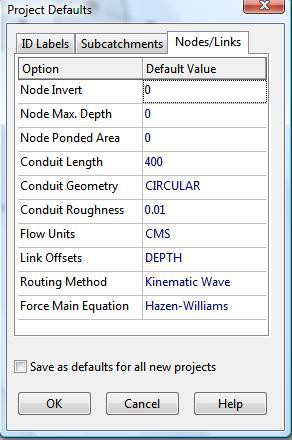 Project Defaults
ID Labels Subcatchments Nodes/Links
Option Default Value
Node Invert 0
Node Max. Depth 0
Node Ponded Area 0
Conduit Length 400
Conduit Geometry CIRCULAR
Conduit Roughness 0.01
Flow Units CMS
Link Offsets DEPTH
Routing Method Kinematic Wave
Force Main Equation Hazen-Williams
Save as defaults for all new projects
OK Cancel Help